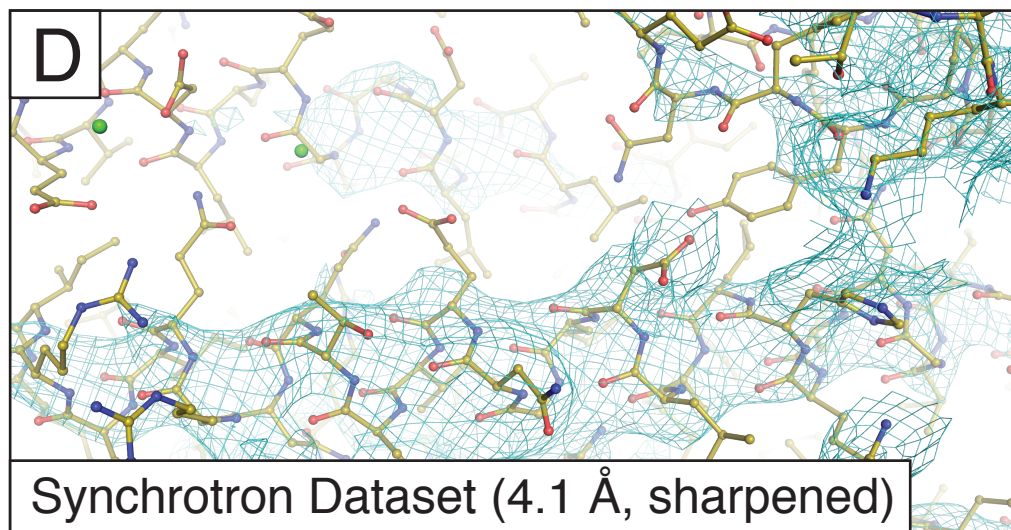 D
Synchrotron Dataset (4.1 Å, sharpened)